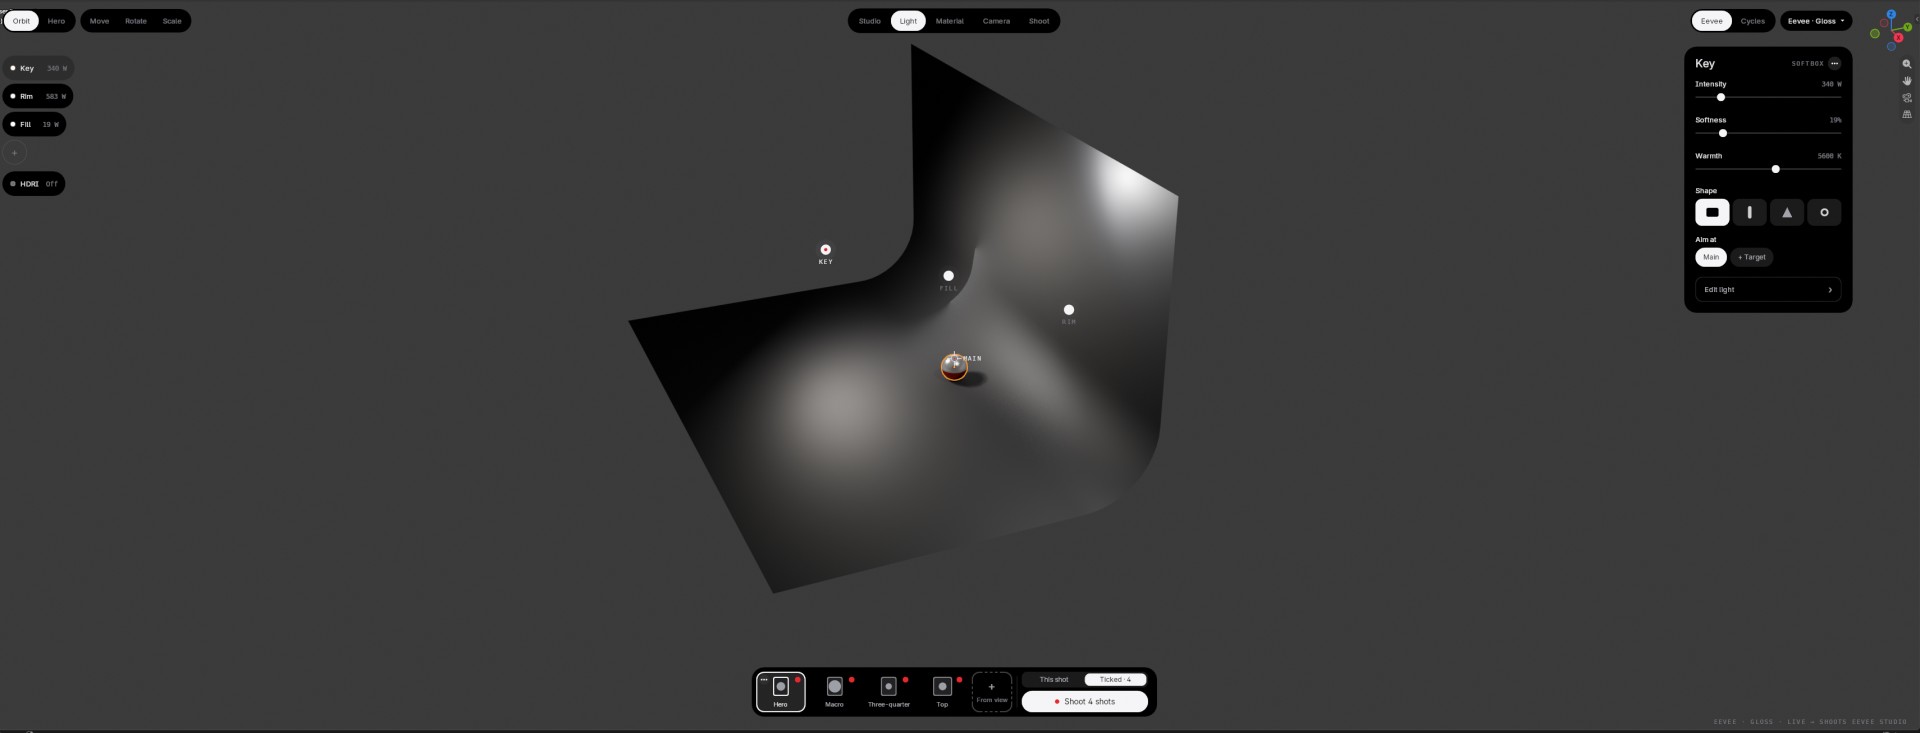 Orbit Hero Move Rotate Scale
Studio Light Material Camera Shoot
Eevee Cycles Eevee · Gloss
Z
Y
X
Key 340 W
Rim 583 W
Fill 19 W
+
HDRI Off
KEY
FILL
RIM
MAIN
Key SOFTBOX
Intensity 340 W
Softness 19%
Warmth 5600 K
Shape
Aim at
Main + Target
Edit light
Hero
Macro
Three-quarter
Top
+
From view
This shot Ticked · 4
Shoot 4 shots
EEVEE · GLOSS · LIVE = SHOOTS EEVEE STUDIO